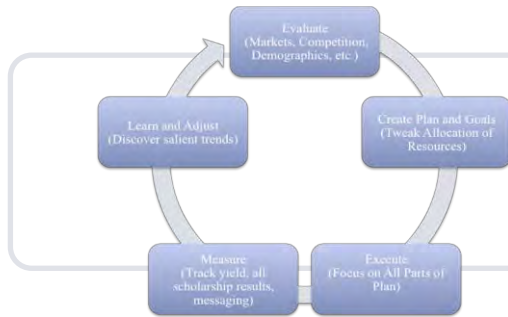 Evaluate
(Markets, Competition,
Demographics, etc.)
Create Plan and Goals
(Tweak Allocation of
Resources)
Execute
(Focus on All Parts of
Plan)
Measure
(Track yield, all
scholarship results,
messaging)
Learn and Adjust
(Discover salient trends)